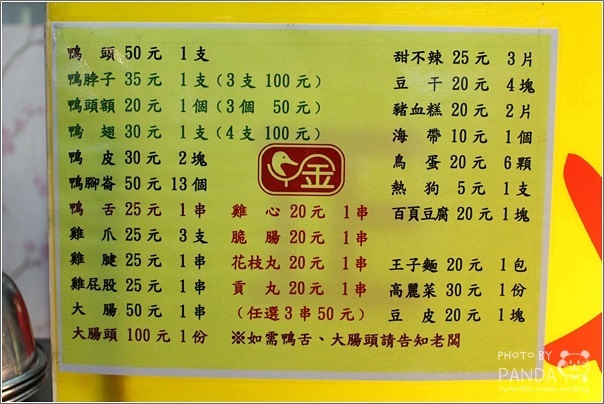 鴨頭 50元 1支
鴨脖子 35元 1支(3支 100元)
鴨頭額 20元 1個(3個 50元)
鴨翅 30元 1支(4支 100元)
鴨皮 30元 2塊
鴨腳崙 50元 13個
鴨舌 25元 1串
雞爪 25元 3支
雞腱 25元 1串
雞屁股 25元 1串
大腸 50元 1串
大腸頭 100元 1份
金
雞心 20元 1串
脆腸 20元 1串
花枝丸 20元 1串
貢丸 20元 1串
(任選3串50元)
※如需鴨舌、大腸頭請告知老闆
甜不辣 25元 3片
豆干 20元 4塊
豬血糕 20元 2片
海帶 10元 1個
鳥蛋 20元 6顆
熱狗 5元 1支
百頁豆腐 20元 1塊
王子麵 20元 1包
高麗菜 30元 1份
豆皮 20元 1塊
PHOTO BY
PANDA